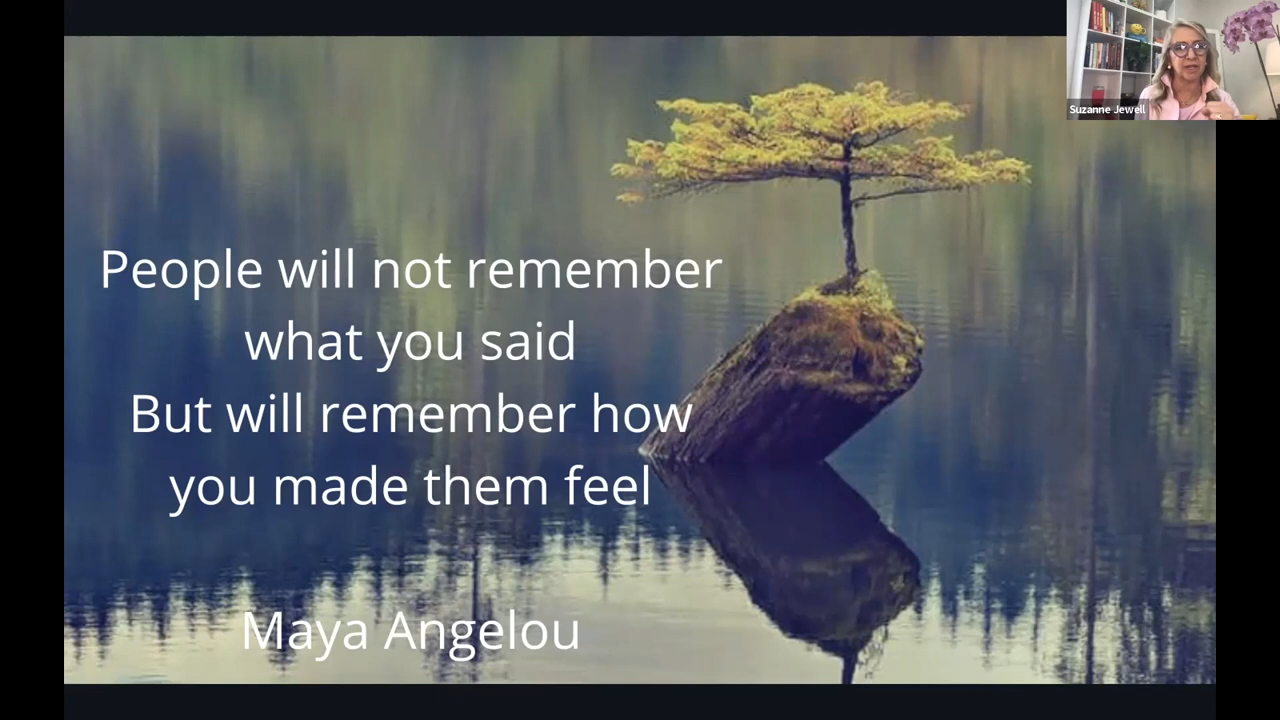 Suzanne Jewell
People will not remember
what you said
But will remember how
you made them feel
Maya Angelou